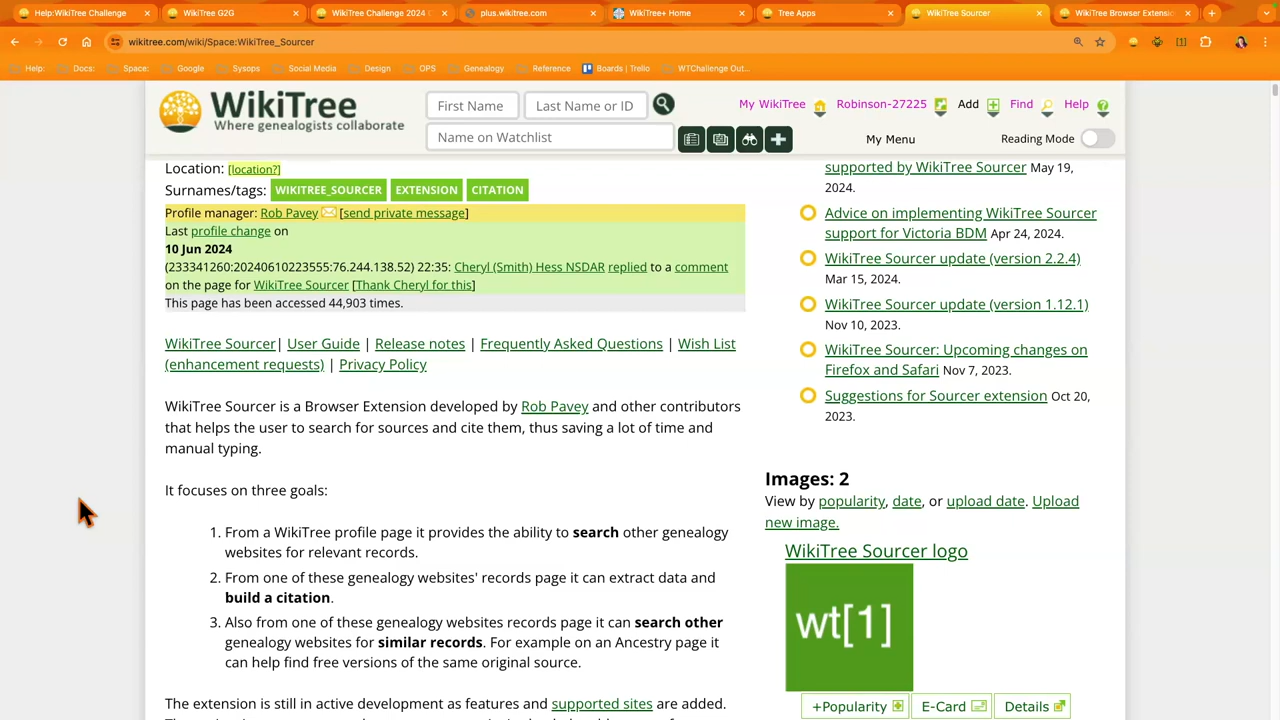 Help:WikiTree Challenge
WikiTree G2G
WikiTree Challenge 2024 C
plus.wikitree.com
WikiTree+ Home
Tree Apps
WikiTree Sourcer
WikiTree Browser Extensio
wikitree.com/wiki/Space:WikiTree_Sourcer
Help: Docs: Space: Google Sysops Social Media Design OPS Genealogy Reference Boards | Trello WTChallenge Out...
WikiTree
Where genealogists collaborate
First Name
Last Name or ID
Name on Watchlist
My WikiTree Robinson-27225 Add Find Help
My Menu Reading Mode
Location: [location?]
Surnames/tags: WIKITREE_SOURCER EXTENSION CITATION
Profile manager: Rob Pavey [send private message]
Last profile change on
10 Jun 2024
(233341260:20240610223555:76.244.138.52) 22:35: Cheryl (Smith) Hess NSDAR replied to a comment
on the page for WikiTree Sourcer [Thank Cheryl for this]
This page has been accessed 44,903 times.
WikiTree Sourcer| User Guide | Release notes | Frequently Asked Questions | Wish List
(enhancement requests) | Privacy Policy
WikiTree Sourcer is a Browser Extension developed by Rob Pavey and other contributors
that helps the user to search for sources and cite them, thus saving a lot of time and
manual typing.
It focuses on three goals:
1. From a WikiTree profile page it provides the ability to search other genealogy
websites for relevant records.
2. From one of these genealogy websites' records page it can extract data and
build a citation.
3. Also from one of these genealogy websites records page it can search other
genealogy websites for similar records. For example on an Ancestry page it
can help find free versions of the same original source.
The extension is still in active development as features and supported sites are added.
supported by WikiTree Sourcer May 19,
2024.
Advice on implementing WikiTree Sourcer
support for Victoria BDM Apr 24, 2024.
WikiTree Sourcer update (version 2.2.4)
Mar 15, 2024.
WikiTree Sourcer update (version 1.12.1)
Nov 10, 2023.
WikiTree Sourcer: Upcoming changes on
Firefox and Safari Nov 7, 2023.
Suggestions for Sourcer extension Oct 20,
2023.
Images: 2
View by popularity, date, or upload date. Upload
new image.
WikiTree Sourcer logo
wt[1]
+Popularity E-Card Details